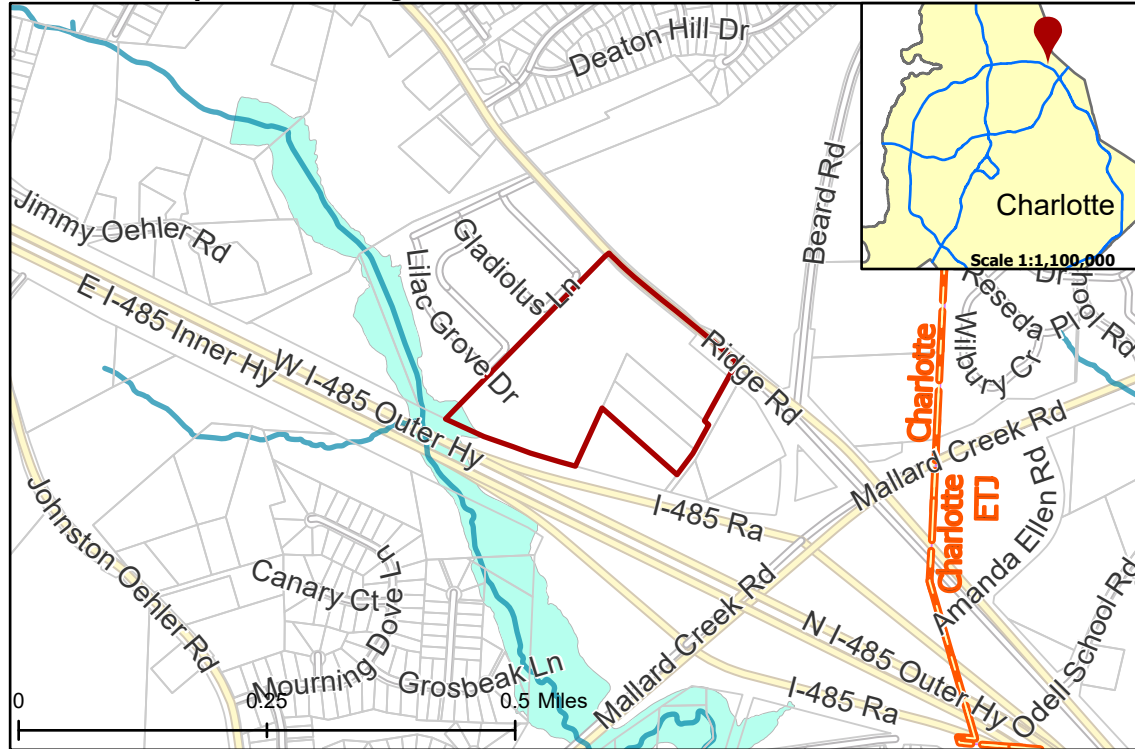 Deaton Hill Dr
Beard Rd
Charlotte
Scale 1:1,100,000
Jimmy Oehler Rd
Gladiolus Ln
Lilac Grove Dr
E I-485 Inner Hy
W I-485 Outer Hy
Ridge Rd
Reseda Pl
Dr
Wilbury Cr
Charlotte
Mallard Creek Rd
Charlotte
ETJ
Amanda Ellen Rd
I-485 Ra
Johnston Oehler Rd
Canary Ct
Mourning Dove Ln
Grosbeak Ln
Mallard Creek Rd
N I-485 Outer Hy
I-485 Ra
Odell School Rd
0
0.25
0.5 Miles